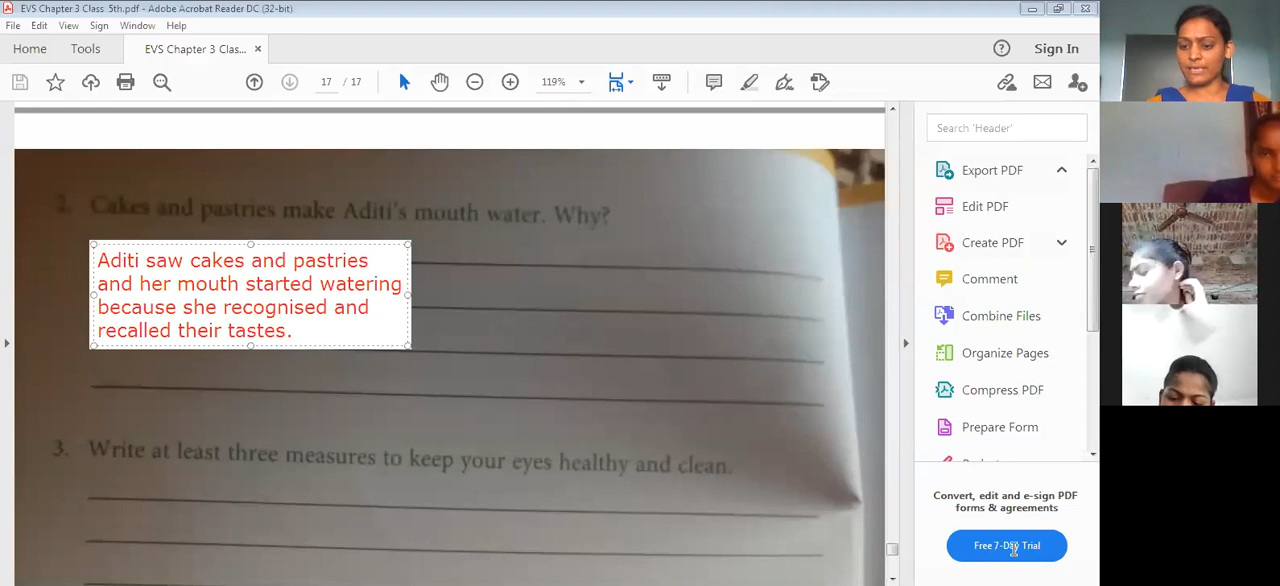 EVS Chapter 3 Class  5th.pdf - Adobe Acrobat Reader DC (32-bit)
File Edit View Sign Window Help
Home Tools EVS Chapter 3 Clas... × Sign In
17 / 17 119%
Search 'Header'
Export PDF
Edit PDF
Create PDF
Comment
Combine Files
Organize Pages
Compress PDF
Prepare Form
Convert, edit and e-sign PDF
forms & agreements
Free 7-Day Trial
2. Cakes and pastries make Aditi's mouth water. Why?
Aditi saw cakes and pastries
and her mouth started watering
because she recognised and
recalled their tastes.
3. Write at least three measures to keep your eyes healthy and clean.